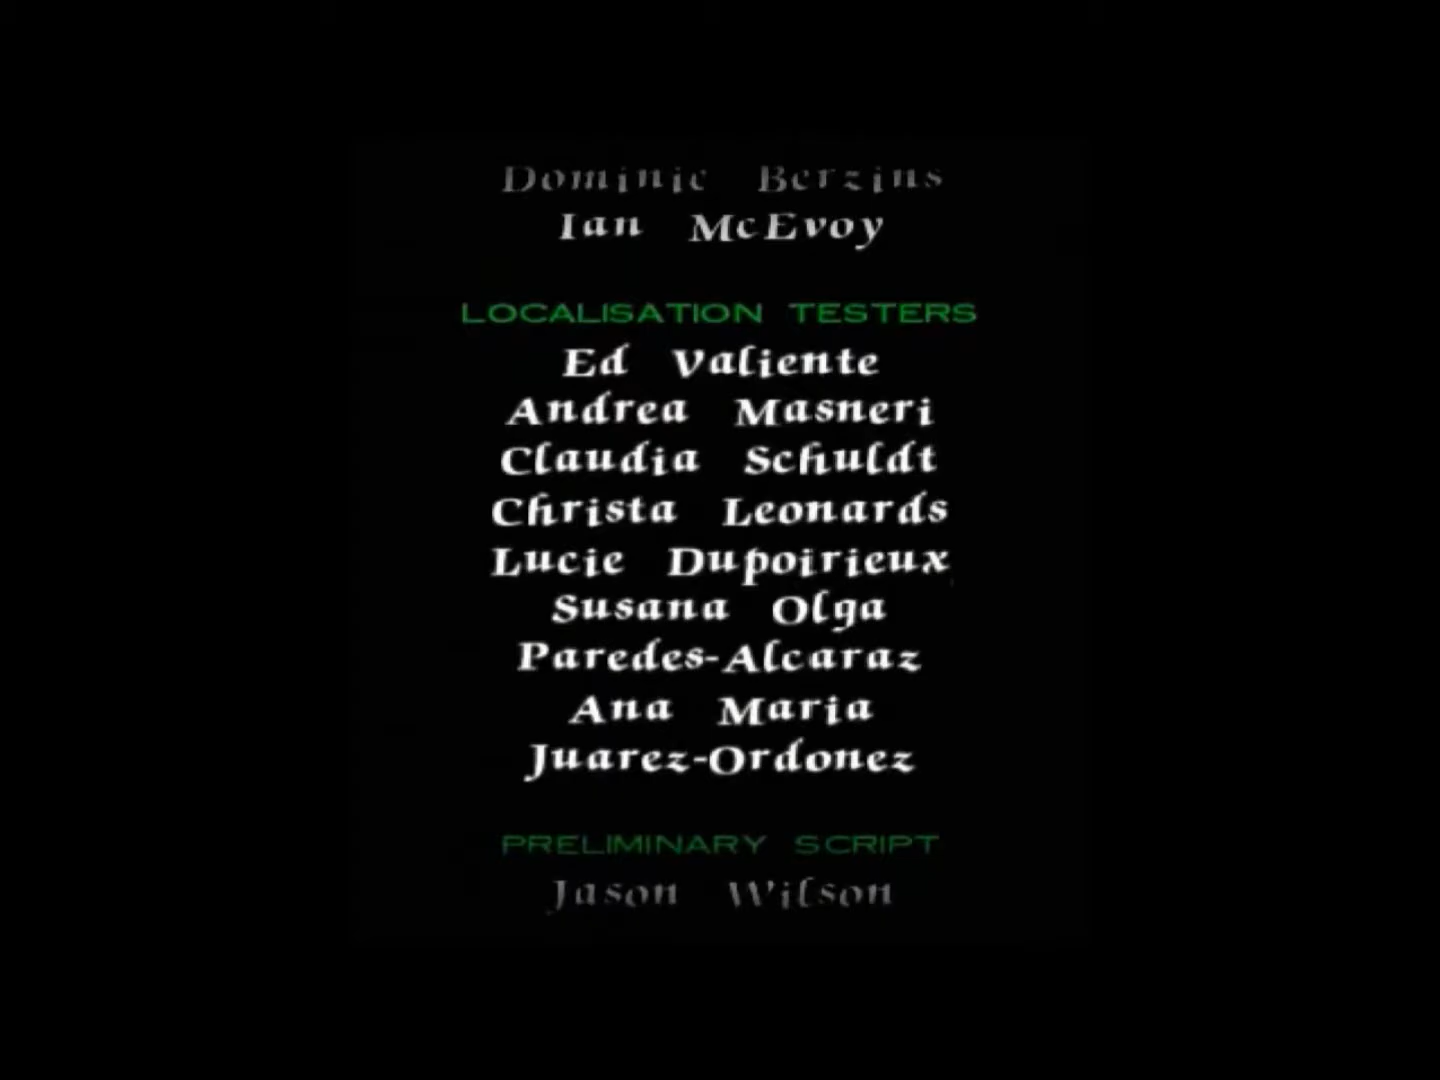 Dominic Berzins
Ian McEvoy
LOCALISATION TESTERS
Ed Valiente
Andrea Masneri
Claudia Schuldt
Christa Leonards
Lucie Dupoirieux
Susana Olga
Paredes-Alcaraz
Ana Maria
Juarez-Ordonez
PRELIMINARY SCRIPT
Jason Wilson